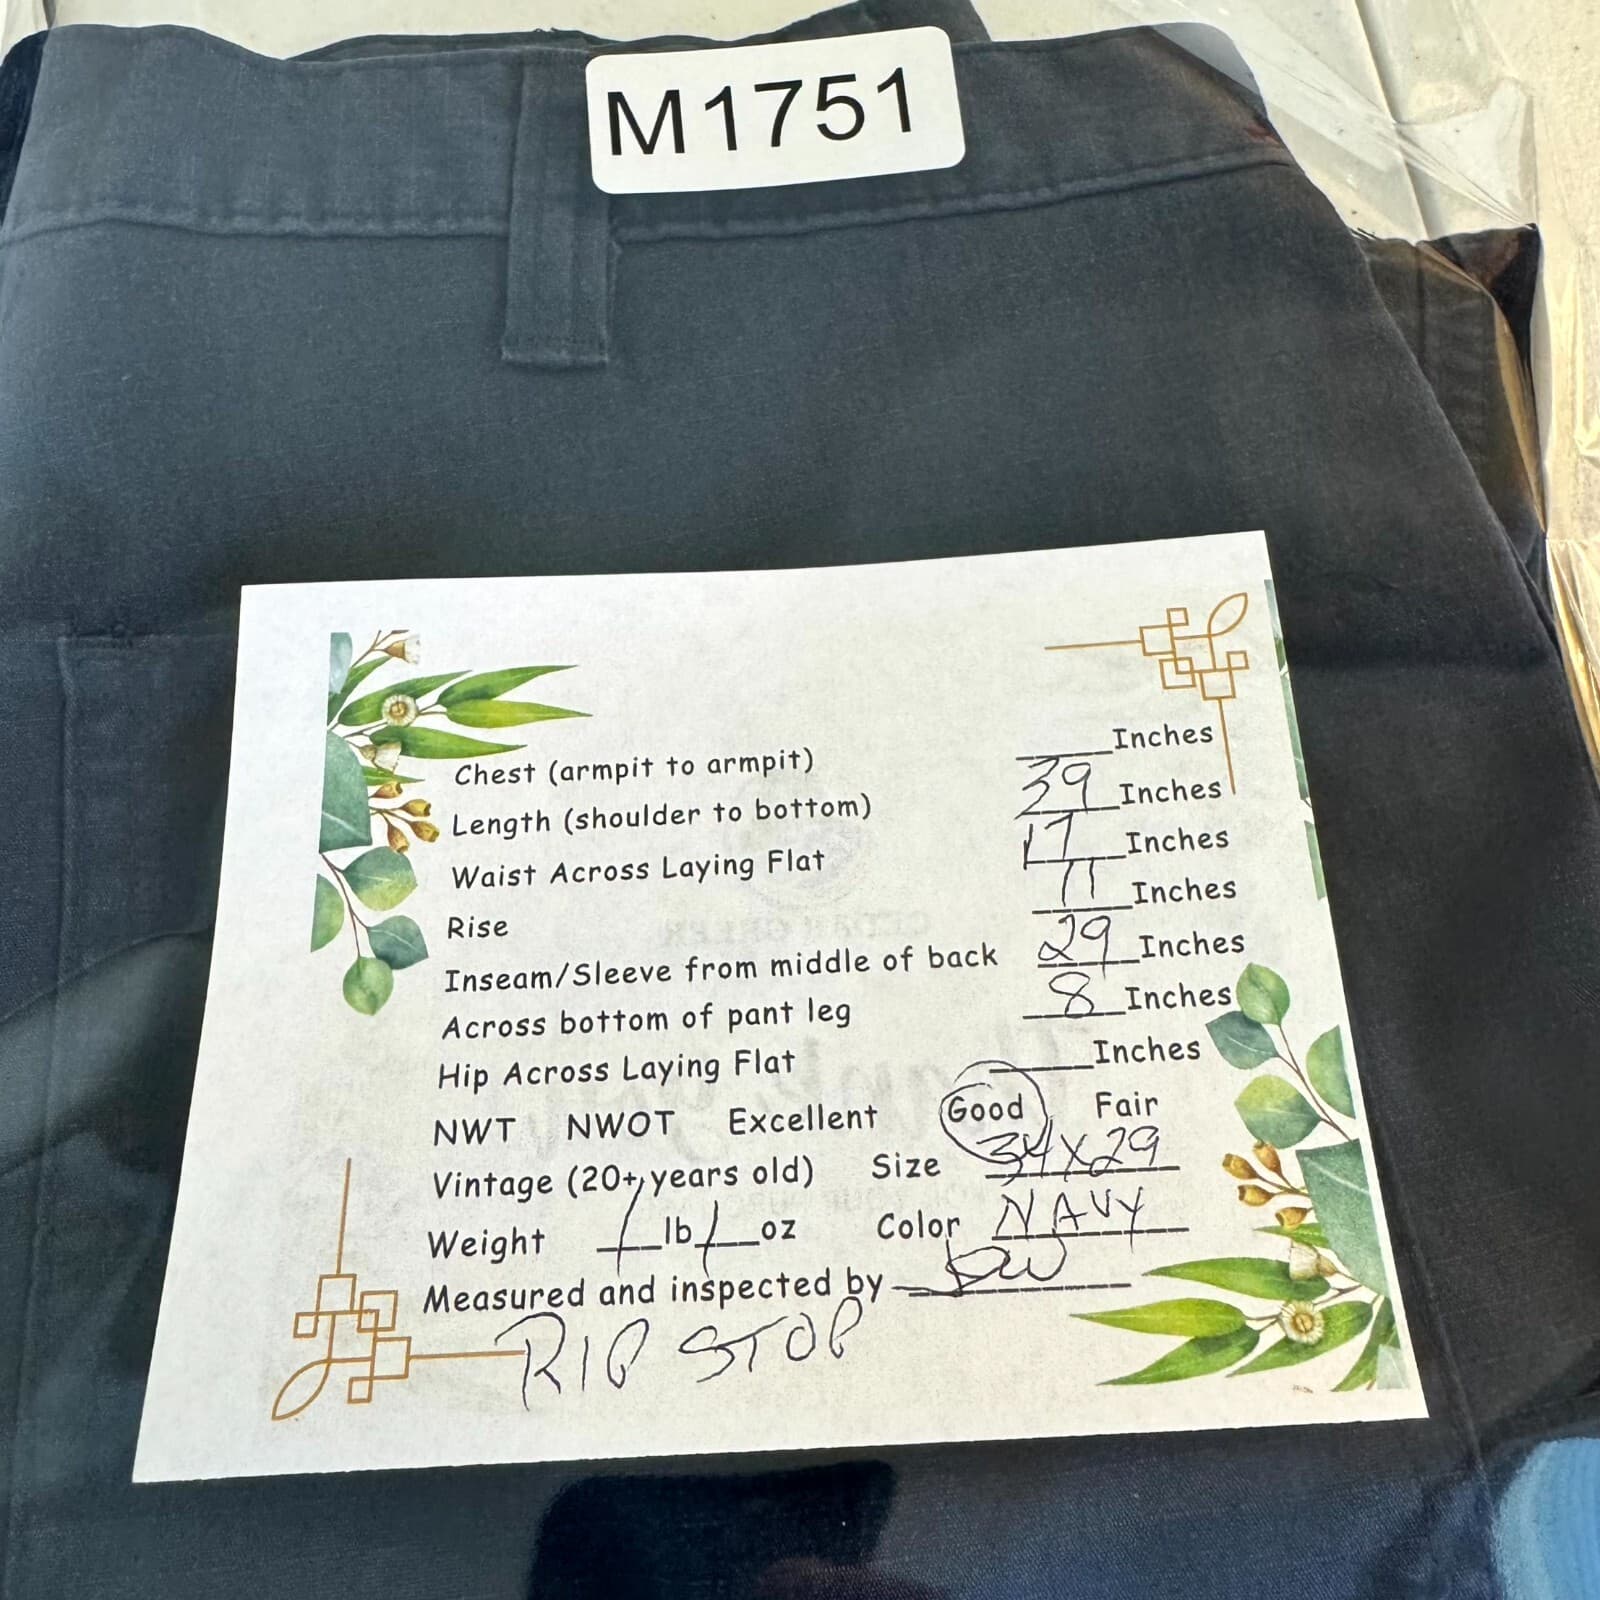 M1751
Chest (armpit to armpit) ____Inches
Length (shoulder to bottom) 39 Inches
Waist Across Laying Flat 17 Inches
Rise 11 Inches
Inseam/Sleeve from middle of back 29 Inches
Across bottom of pant leg 8 Inches
Hip Across Laying Flat ____Inches
NWT NWOT Excellent Good Fair
Vintage (20+ years old) Size 34X29
Weight 1 lb 1 oz Color NAVY
Measured and inspected by DW
RIP STOP